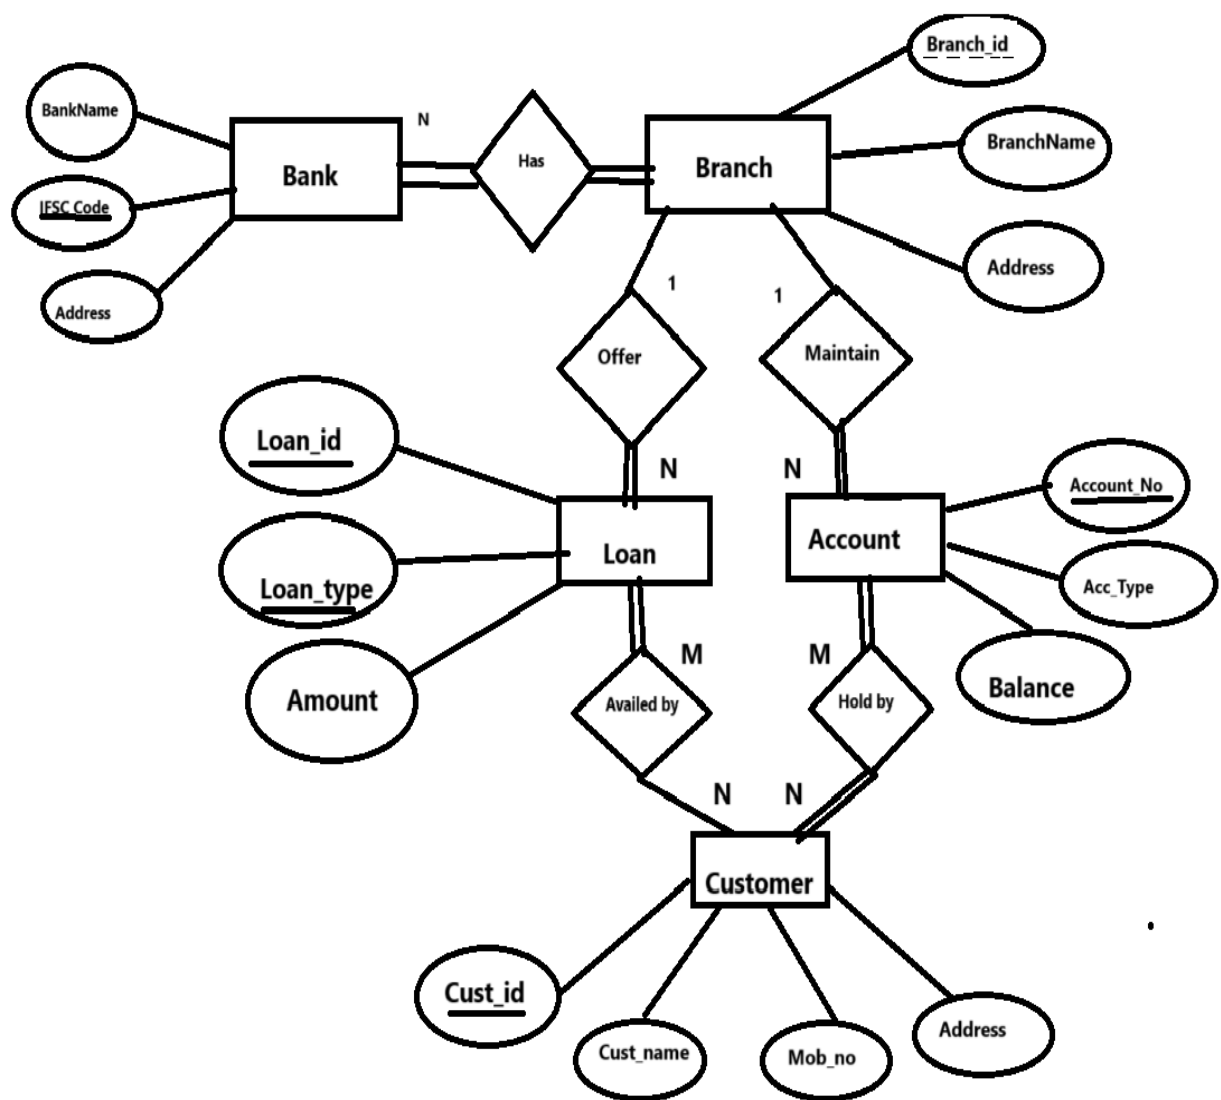 Branch_id
BankName
N
Has
Bank
Branch
BranchName
IFSC Code
Address
Address
1
1
Offer
Maintain
Loan_id
N
N
Account_No
Loan
Account
Loan_type
Acc_Type
M
M
Amount
Availed by
Hold by
Balance
N
N
Customer
Cust_id
Cust_name
Mob_no
Address